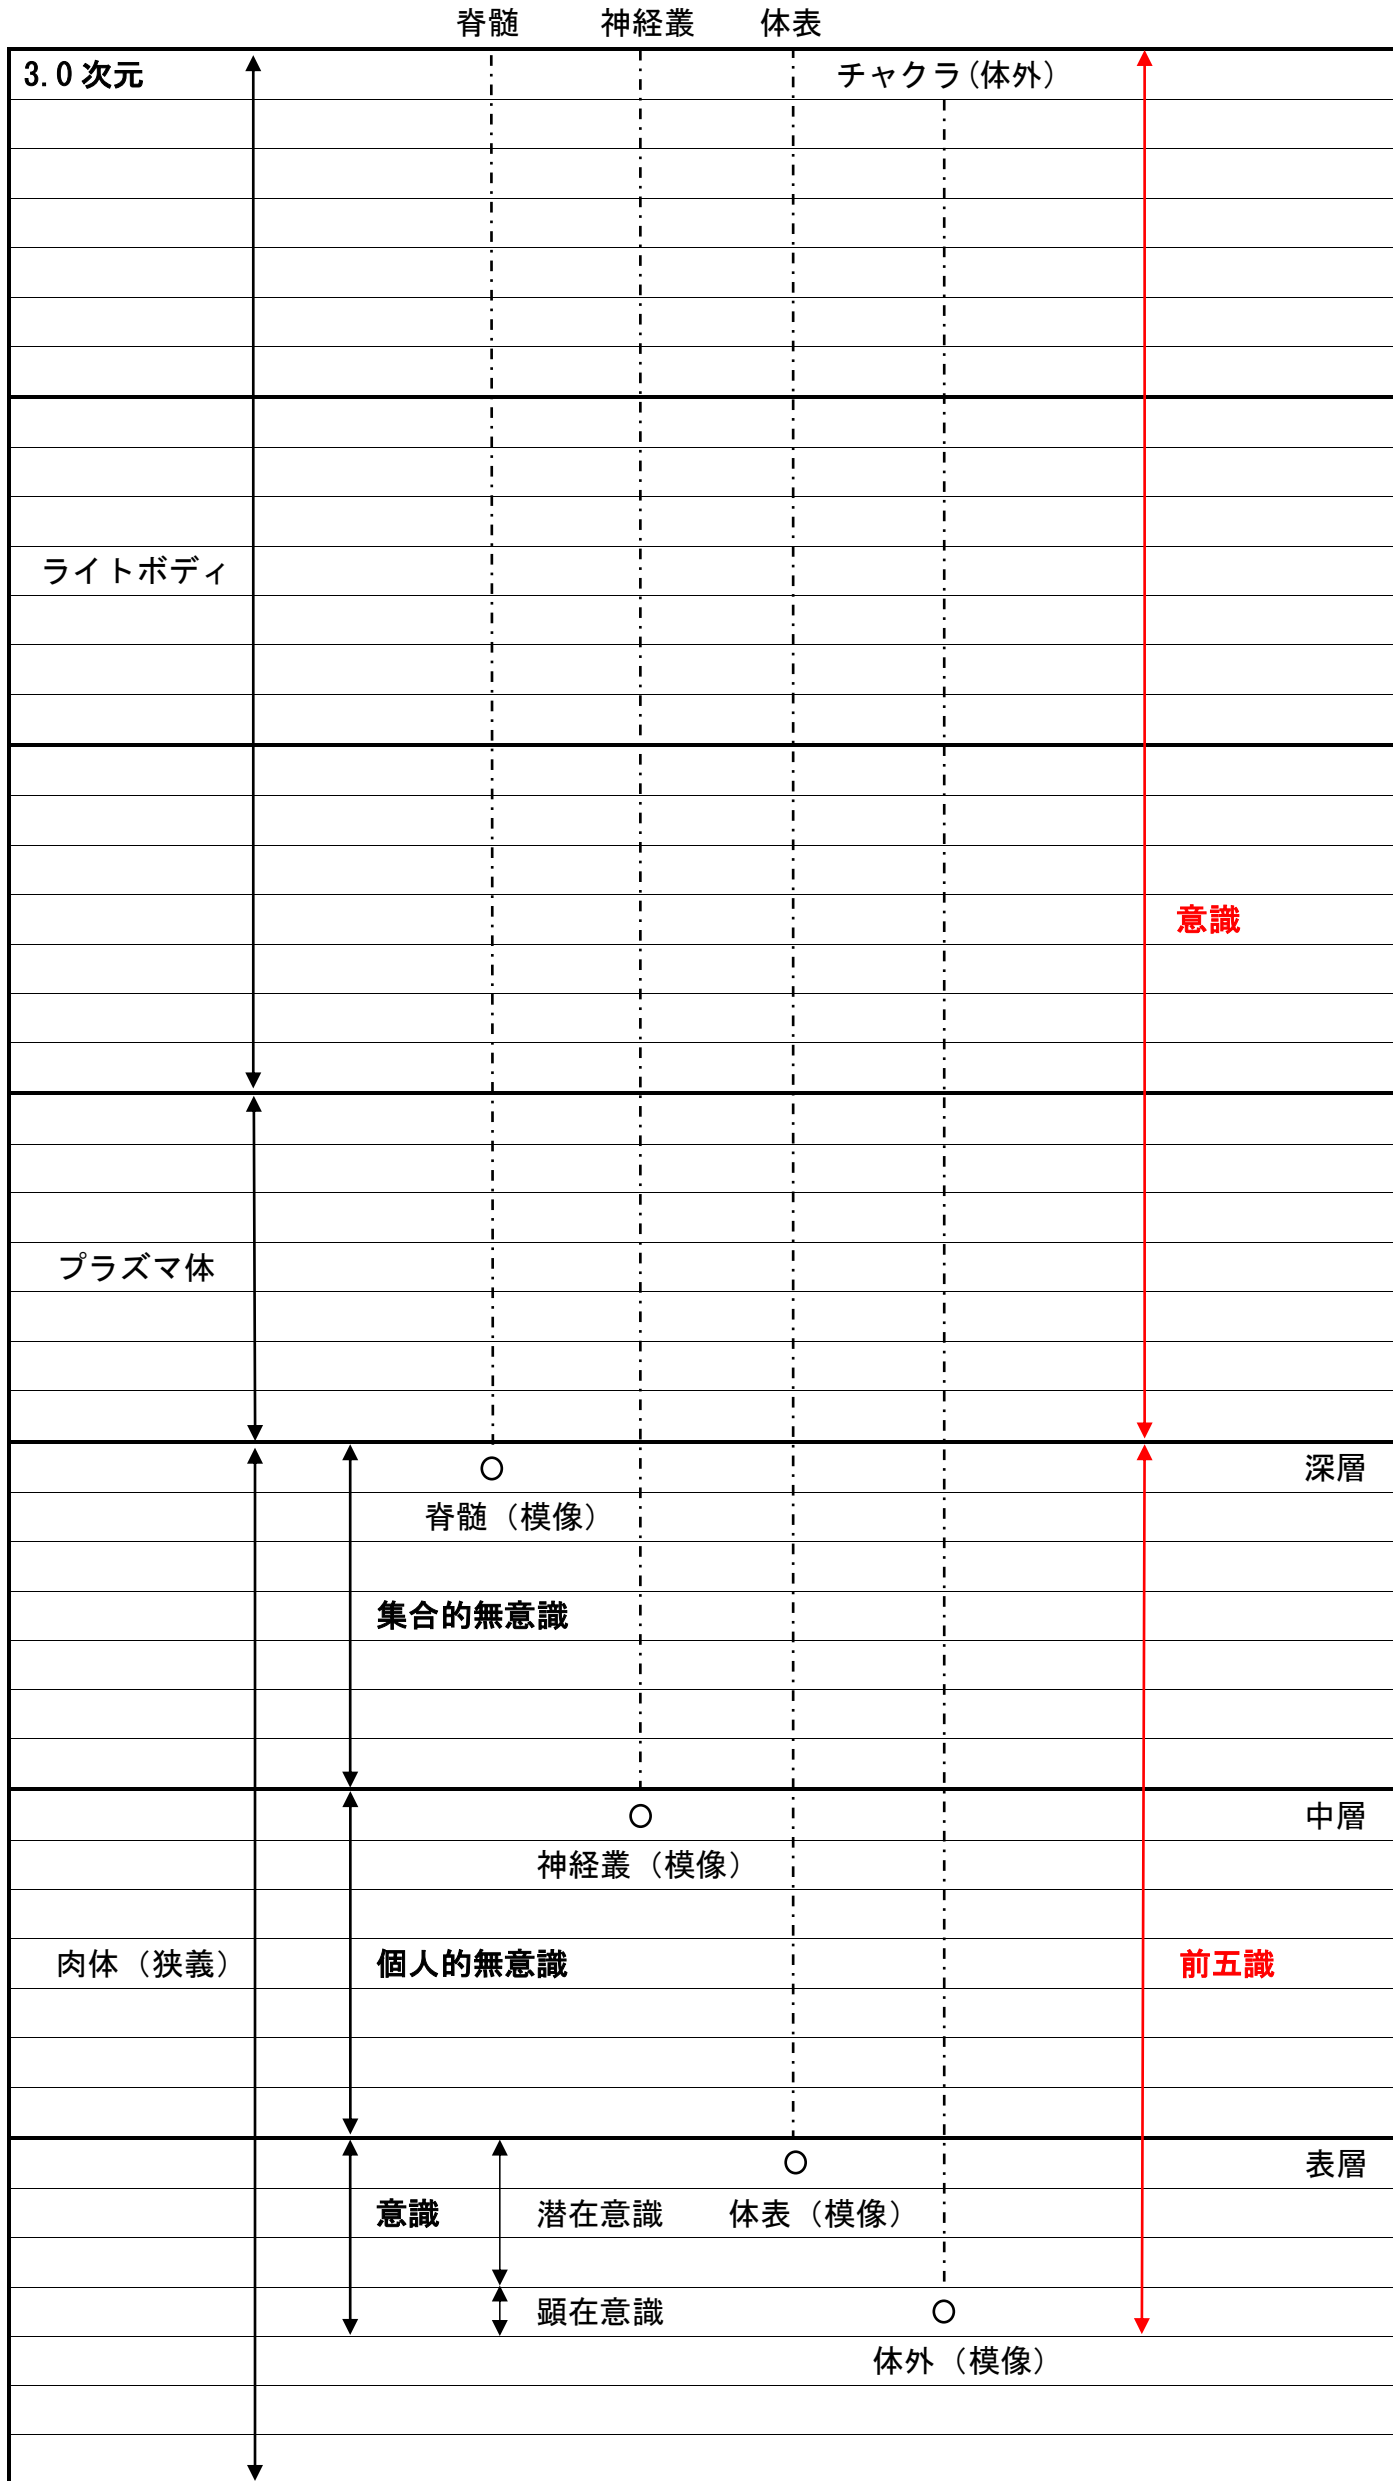 脊髄 神経叢 体表
3.0次元 チャクラ(体外)
ライトボディ
意識
プラズマ体
深層
脊髄（模像）
集合的無意識
中層
神経叢（模像）
肉体（狭義） 個人的無意識 前五識
表層
意識 潜在意識 体表（模像）
顕在意識
体外（模像）